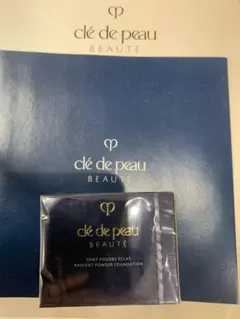 clé de peau
BEAUTÉ
clé de peau
BEAUTÉ
clé de peau
BEAUTÉ
TEINT POUDRE ÉCLAT
RADIANT POWDER FOUNDATION